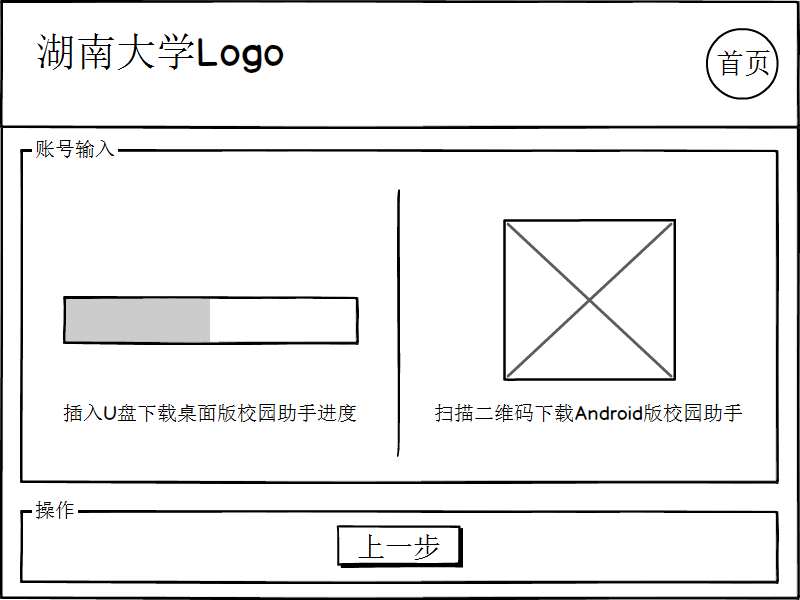 湖南大学Logo
首页
账号输入
插入U盘下载桌面版校园助手进度
扫描二维码下载Android版校园助手
操作
上一步